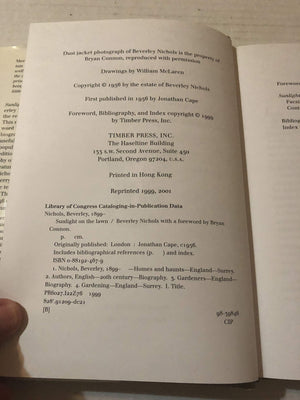 Dust jacket photograph of Beverley Nichols is the property of
Bryan Connon, reproduced with permission
Drawings by William McLaren
Copyright © 1956 by the estate of Beverley Nichols
First published in 1956 by Jonathan Cape
Foreword, Bibliography, and Index copyright © 1999
by Timber Press, Inc.
TIMBER PRESS, INC.
The Haseltine Building
133 s.w. Second Avenue, Suite 450
Portland, Oregon 97204, u.s.a.
Printed in Hong Kong
Reprinted 1999, 2001
Library of Congress Cataloging-in-Publication Data
Nichols, Beverley, 1899–
Sunlight on the lawn / Beverley Nichols with a foreword by Bryan
Connon.
p. cm.
Originally published: London : Jonathan Cape, c1956.
Includes bibliographical references (p. ) and index.
ISBN 0-88192-467-9
1. Nichols, Beverley, 1899– —Homes and haunts—England—Surrey.
2. Authors, English—20th century—Biography. 3. Gardeners—England—
Biography. 4. Gardening—England—Surrey. I. Title.
PR6027.I22Z76 1999
828'.91209-dc21
[B]
98-39846
CIP
Foreword
Sunlight